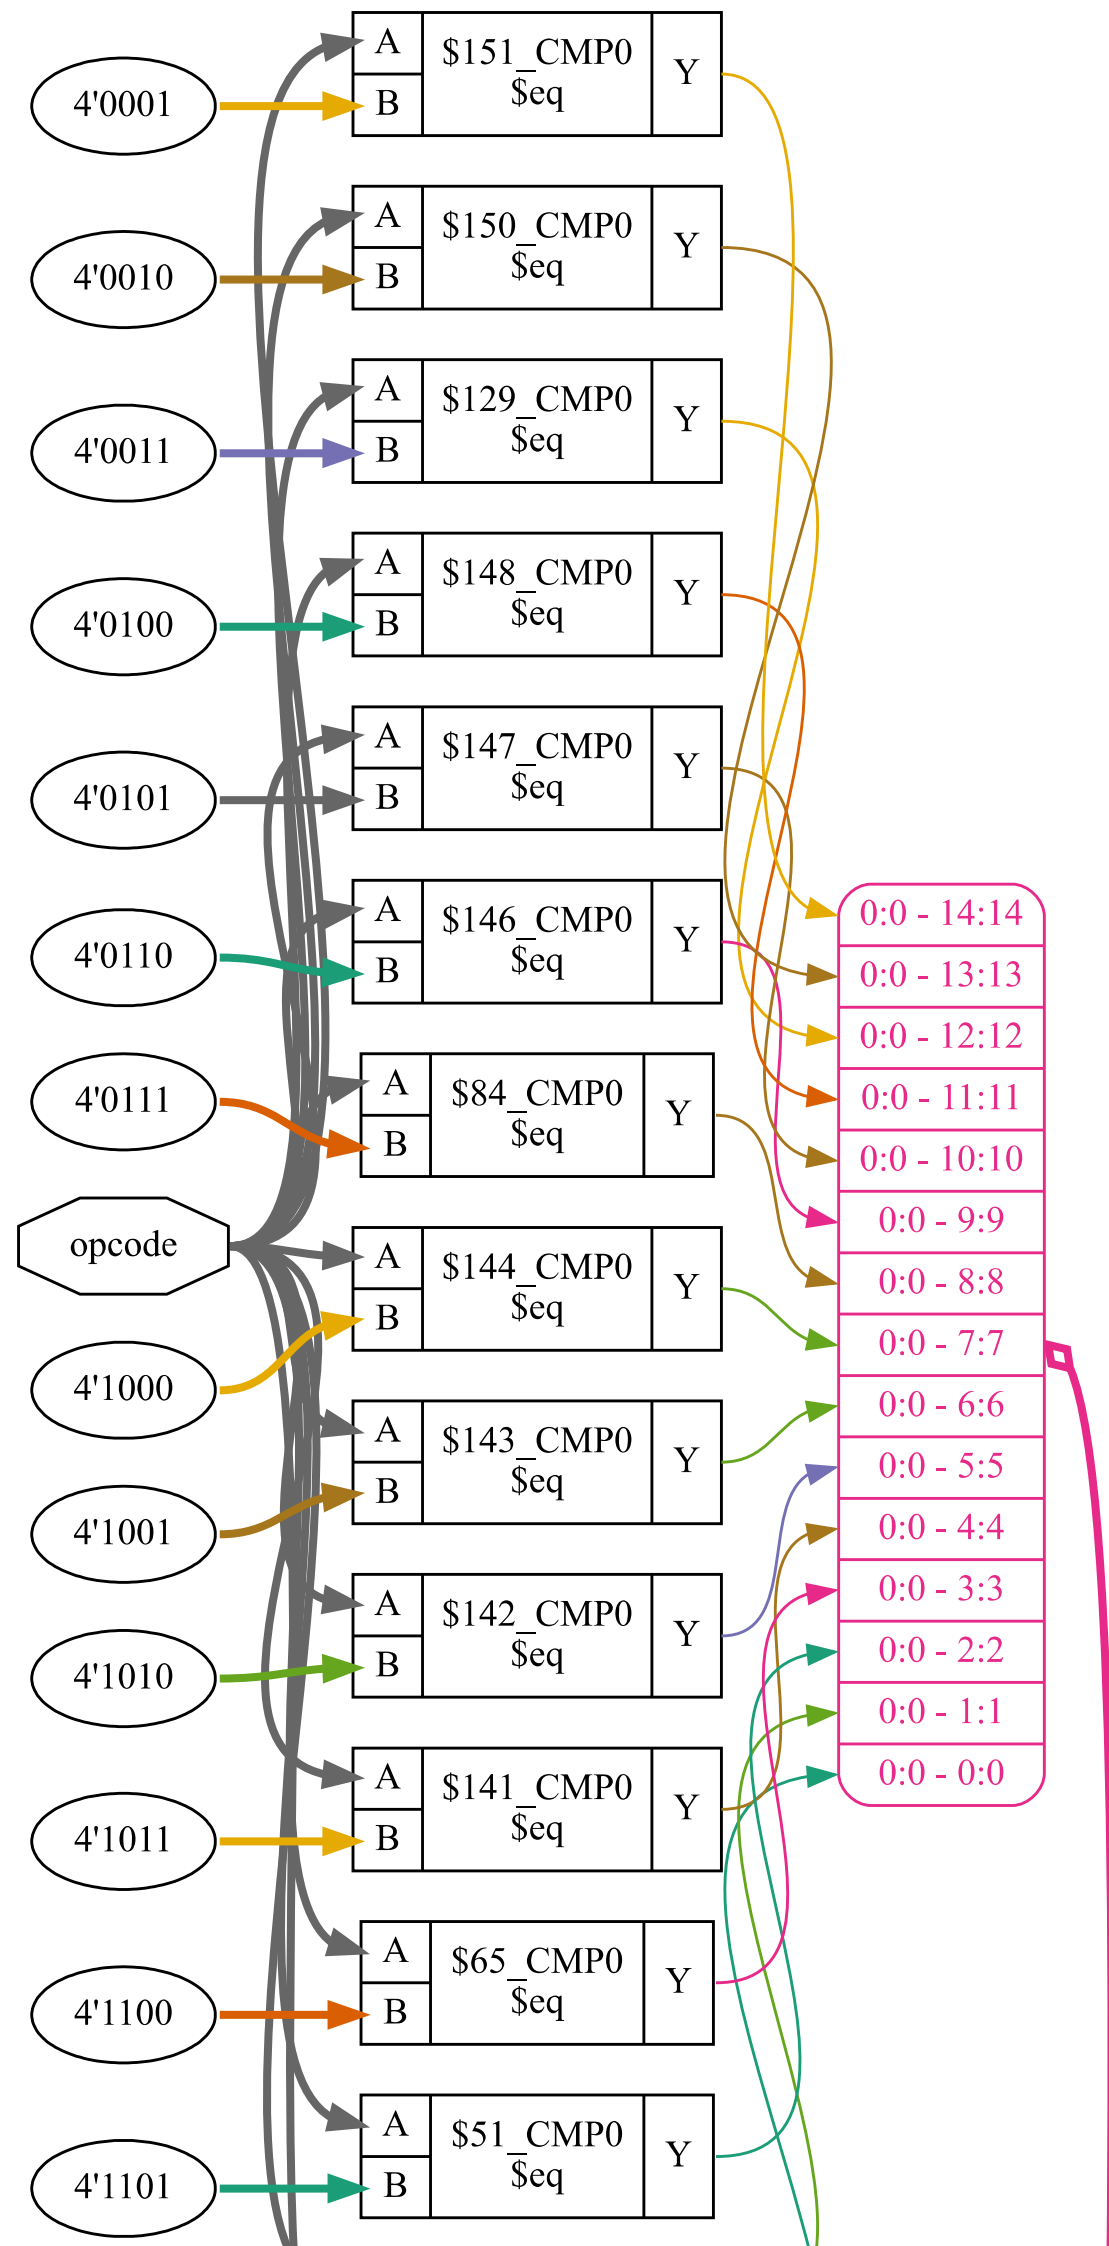 4'0001
A
B
$151_CMP0
$eq
Y
4'0010
A
B
$150_CMP0
$eq
Y
4'0011
A
B
$129_CMP0
$eq
Y
4'0100
A
B
$148_CMP0
$eq
Y
4'0101
A
B
$147_CMP0
$eq
Y
4'0110
A
B
$146_CMP0
$eq
Y
4'0111
A
B
$84_CMP0
$eq
Y
opcode
4'1000
A
B
$144_CMP0
$eq
Y
4'1001
A
B
$143_CMP0
$eq
Y
4'1010
A
B
$142_CMP0
$eq
Y
4'1011
A
B
$141_CMP0
$eq
Y
4'1100
A
B
$65_CMP0
$eq
Y
4'1101
A
B
$51_CMP0
$eq
Y
0:0 - 14:14
0:0 - 13:13
0:0 - 12:12
0:0 - 11:11
0:0 - 10:10
0:0 - 9:9
0:0 - 8:8
0:0 - 7:7
0:0 - 6:6
0:0 - 5:5
0:0 - 4:4
0:0 - 3:3
0:0 - 2:2
0:0 - 1:1
0:0 - 0:0